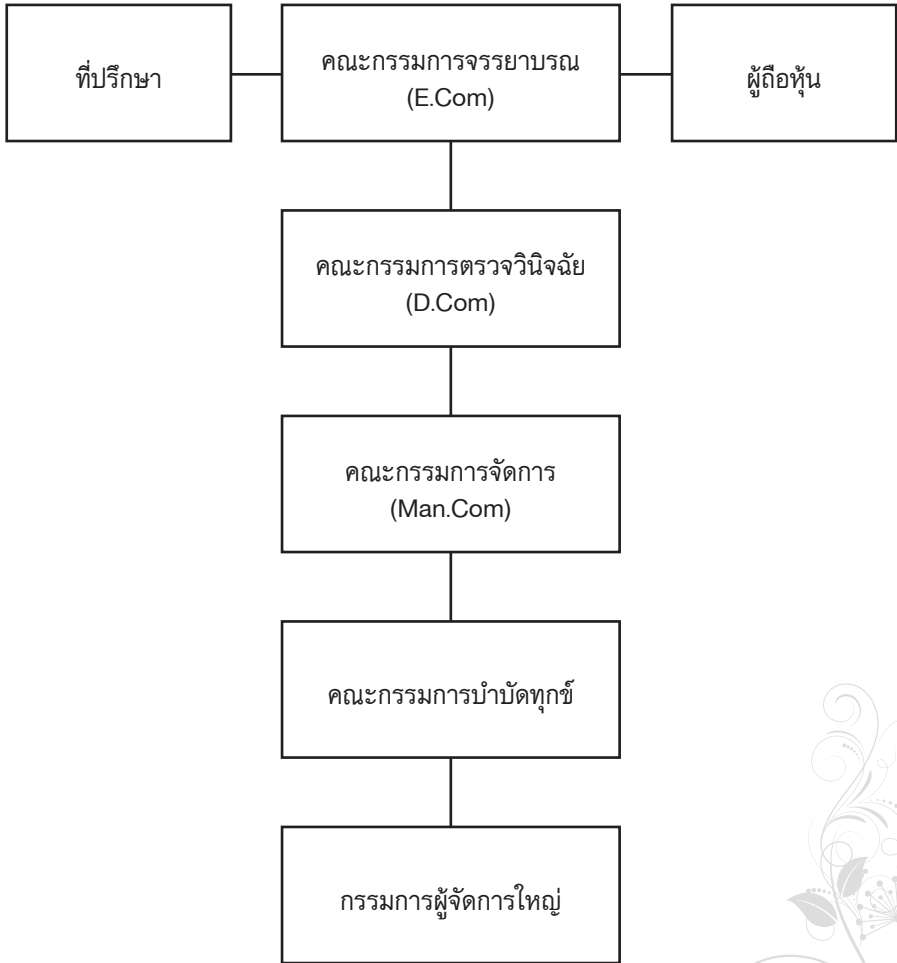 ที่ปรึกษา
คณะกรรมการจรรยาบรณ
(E.Com)
ผู้ถือหุ้น
คณะกรรมการตรวจวินิจฉัย
(D.Com)
คณะกรรมการจัดการ
(Man.Com)
คณะกรรมการบำบัดทุกข์
กรรมการผู้จัดการใหญ่